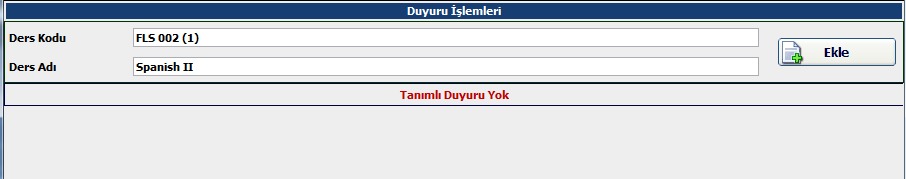 Duyuru İşlemleri
Ders Kodu FLS 002 (1)
Ekle
Ders Adı Spanish II
Tanımlı Duyuru Yok